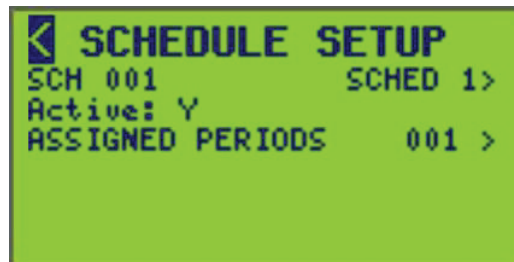 < SCHEDULE SETUP
SCH 001 SCHED 1>
Active: Y
ASSIGNED PERIODS 001 >